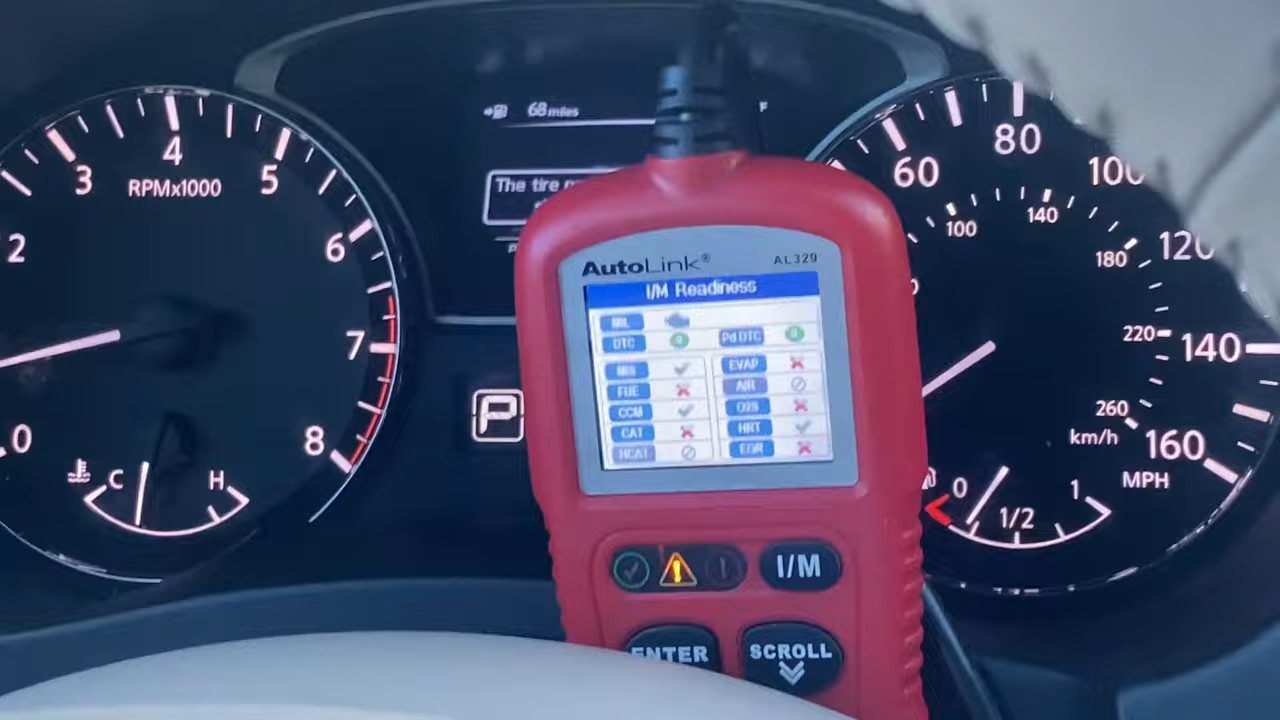 68 miles
F
The tire
2
3
4
5
6
7
8
0
RPMx1000
C
H
P
AutoLink®
AL329
I/M Readiness
MIL
DTC 0 Pd DTC 0
MIS EVAP
FUE AIR
CCM O2S
CAT HRT
HCAT EGR
I/M
ENTER
SCROLL
60
80
100
120
140
160
100
140
180
220
260
km/h
MPH
0
1/2
1